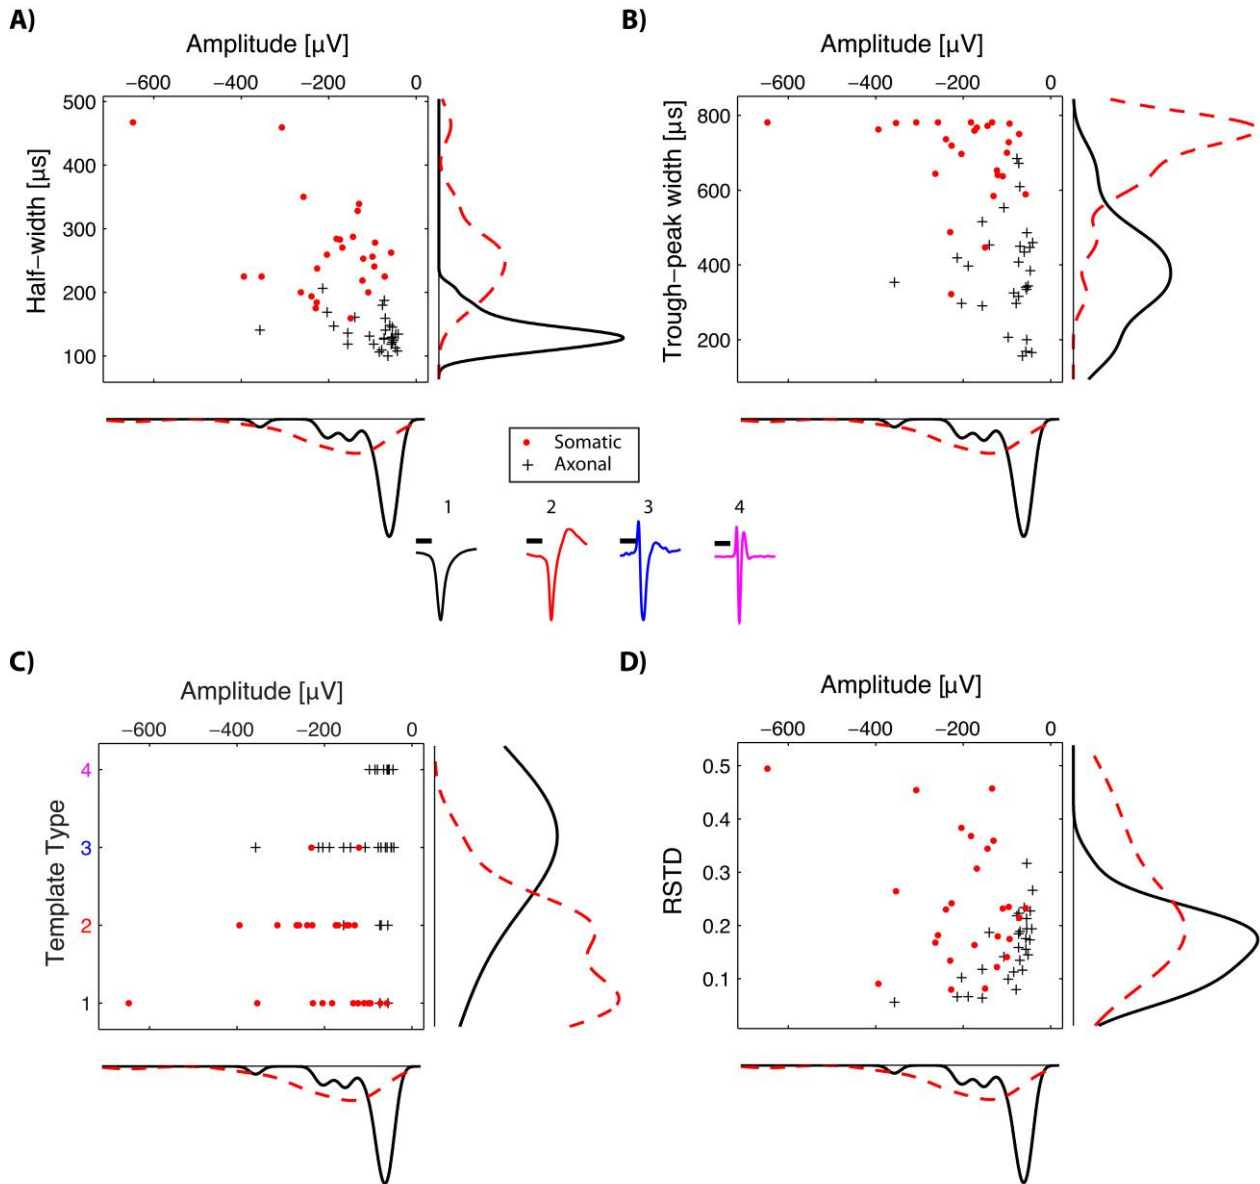 A)
B)
Amplitude [µV]
Amplitude [µV]
−600 −400 −200 0
−600 −400 −200 0
500
400
300
200
100
Half−width [µs]
800
600
400
200
Trough−peak width [µs]
Somatic
Axonal
1 2 3 4
C)
D)
Amplitude [µV]
Amplitude [µV]
−600 −400 −200 0
−600 −400 −200 0
4
3
2
1
Template Type
0.5
0.4
0.3
0.2
0.1
RSTD